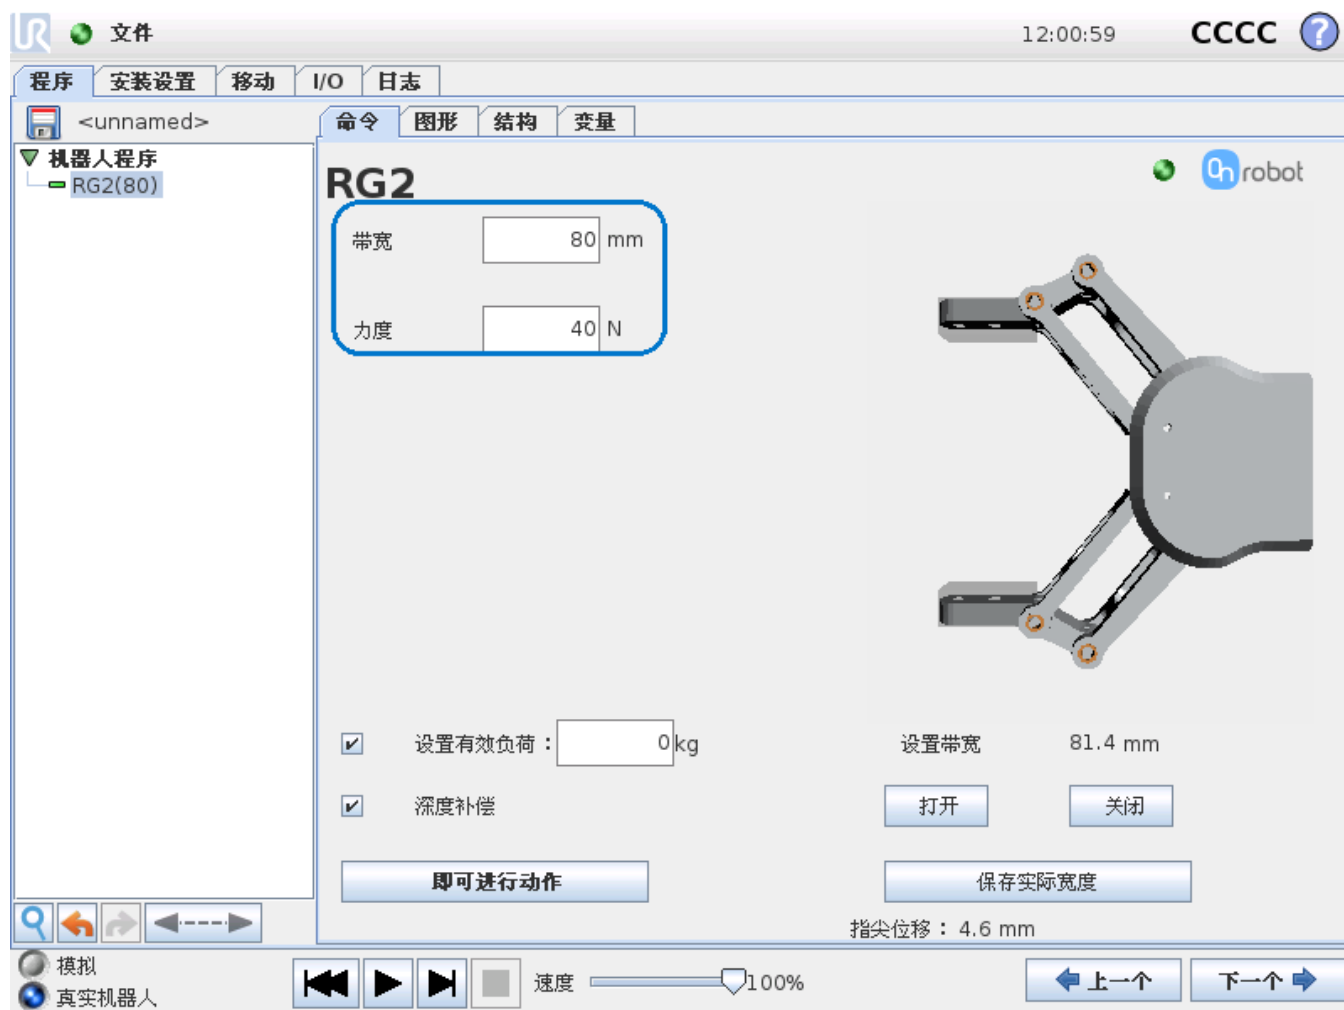 UR 文件 12:00:59 CCCC ?
程序 安装设置 移动 I/O 日志
<unnamed>
命令 图形 结构 变量
机器人程序
RG2(80)
RG2
On robot
带宽 80 mm
力度 40 N
设置有效负荷： 0 kg
设置带宽 81.4 mm
深度补偿
打开 关闭
即可进行动作
保存实际宽度
指尖位移： 4.6 mm
模拟
真实机器人
速度 100%
上一个 下一个